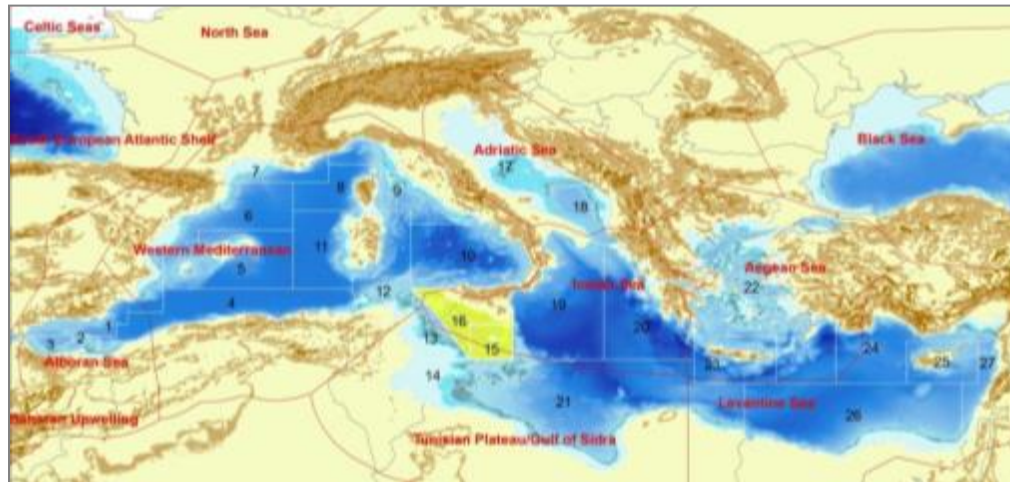 Celtic Seas
North Sea
South European Atlantic Shelf
Black Sea
Adriatic Sea
17
7
8
9
18
6
Western Mediterranean
11
10
Aegean Sea
5
22
Ionian Sea
12
4
19
16
20
1
2
13
3
15
24
Alboran Sea
23
25
27
14
21
Levantine Sea
26
Saharan Upwelling
Tunisian Plateau/Gulf of Sidra